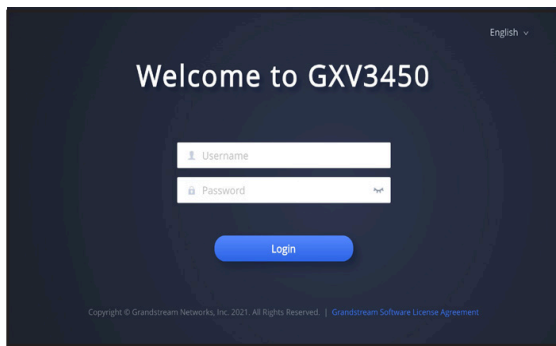 English
Welcome to GXV3450
Username
Password
Login
Copyright © Grandstream Networks, Inc. 2021. All Rights Reserved. | Grandstream Software License Agreement